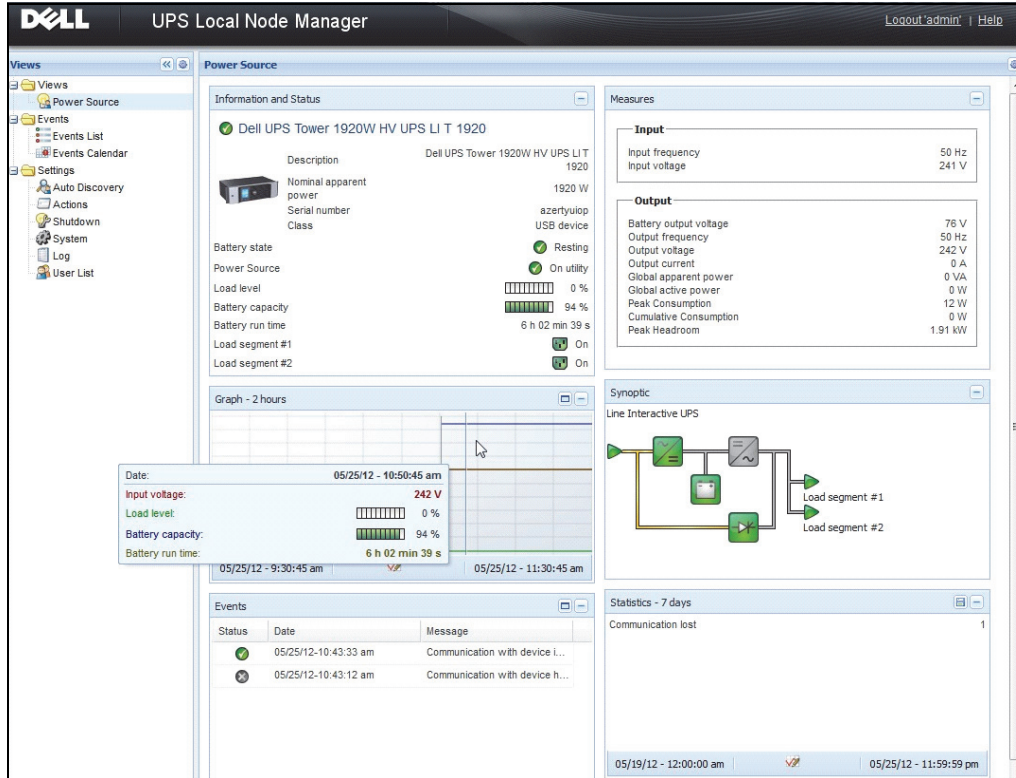 DELL UPS Local Node Manager Logout 'admin' | Help
Views
Views
Power Source
Events
Events List
Events Calendar
Settings
Auto Discovery
Actions
Shutdown
System
Log
User List
Power Source
Information and Status
Dell UPS Tower 1920W HV UPS LI T 1920
Description Dell UPS Tower 1920W HV UPS LI T
1920
Nominal apparent
power 1920 W
Serial number azertyuiop
Class USB device
Battery state Resting
Power Source On utility
Load level 0 %
Battery capacity 94 %
Battery run time 6 h 02 min 39 s
Load segment #1 On
Load segment #2 On
Measures
Input
Input frequency 50 Hz
Input voltage 241 V
Output
Battery output voltage 76 V
Output frequency 50 Hz
Output voltage 242 V
Output current 0 A
Global apparent power 0 VA
Global active power 0 W
Peak Consumption 12 W
Cumulative Consumption 0 W
Peak Headroom 1.91 kW
Graph - 2 hours
Date: 05/25/12 - 10:50:45 am
Input voltage: 242 V
Load level: 0 %
Battery capacity: 94 %
Battery run time: 6 h 02 min 39 s
05/25/12 - 9:30:45 am 05/25/12 - 11:30:45 am
Synoptic
Line Interactive UPS
Load segment #1
Load segment #2
Events
Status Date Message
05/25/12-10:43:33 am Communication with device i...
05/25/12-10:43:12 am Communication with device h...
Statistics - 7 days
Communication lost 1
05/19/12 - 12:00:00 am 05/25/12 - 11:59:59 pm